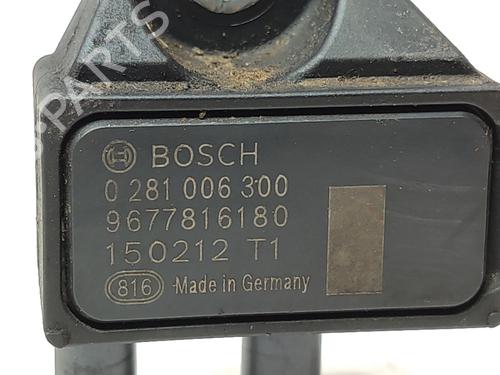 BOSCH
0 281 006 300
9677816180
150212 T1
816 Made in Germany